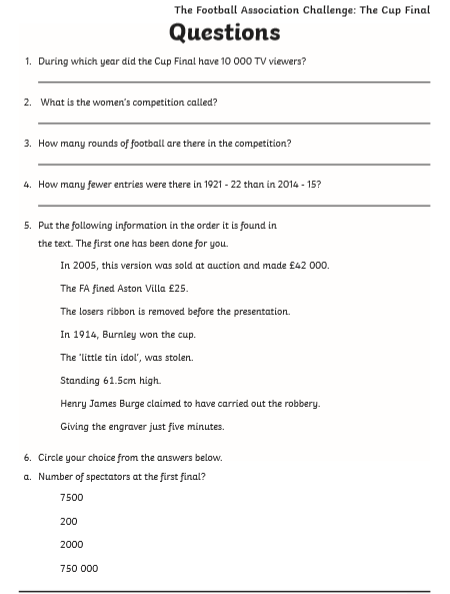 The Football Association Challenge: The Cup Final
Questions
1. During which year did the Cup Final have 10 000 TV viewers?
2. What is the women's competition called?
3. How many rounds of football are there in the competition?
4. How many fewer entries were there in 1921 - 22 than in 2014 - 15?
5. Put the following information in the order it is found in
the text. The first one has been done for you.
In 2005, this version was sold at auction and made £42 000.
The FA fined Aston Villa £25.
The losers ribbon is removed before the presentation.
In 1914, Burnley won the cup.
The 'little tin idol', was stolen.
Standing 61.5cm high.
Henry James Burge claimed to have carried out the robbery.
Giving the engraver just five minutes.
6. Circle your choice from the answers below.
a. Number of spectators at the first final?
7500
200
2000
750 000